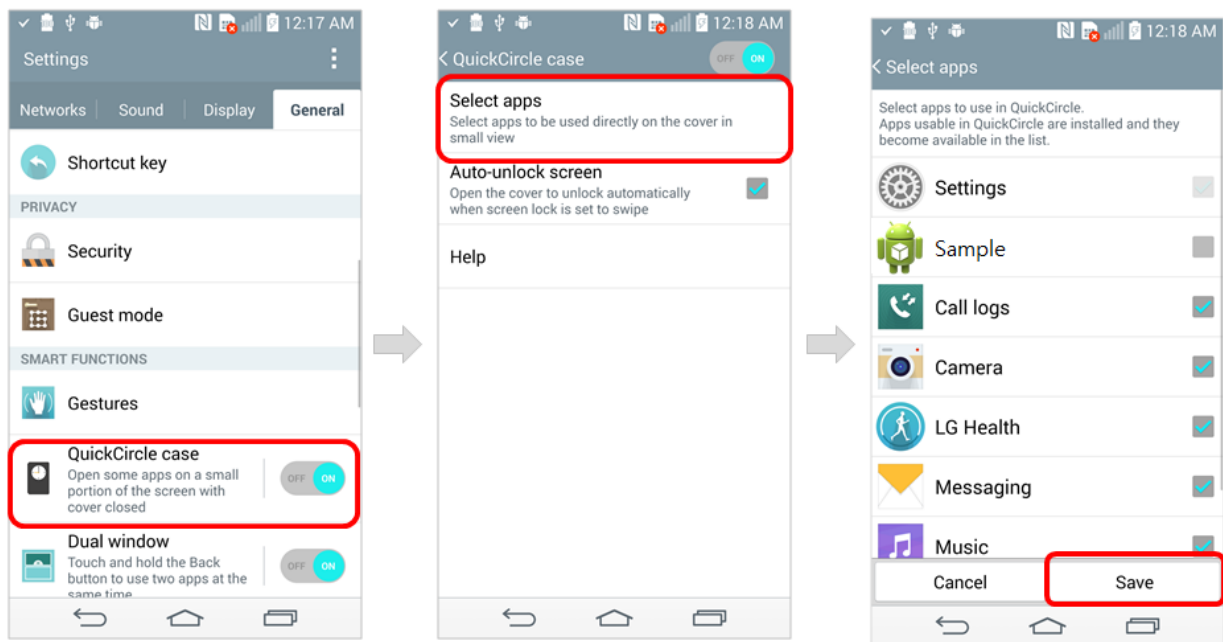 12:17 AM
Settings
Networks Sound Display General
Shortcut key
PRIVACY
Security
Guest mode
SMART FUNCTIONS
Gestures
QuickCircle case
Open some apps on a small
portion of the screen with
cover closed
OFF ON
Dual window
Touch and hold the Back
button to use two apps at the
same time
OFF ON
12:18 AM
QuickCircle case
OFF ON
Select apps
Select apps to be used directly on the cover in
small view
Auto-unlock screen
Open the cover to unlock automatically
when screen lock is set to swipe
Help
12:18 AM
Select apps
Select apps to use in QuickCircle.
Apps usable in QuickCircle are installed and they
become available in the list.
Settings
Sample
Call logs
Camera
LG Health
Messaging
Music
Cancel Save